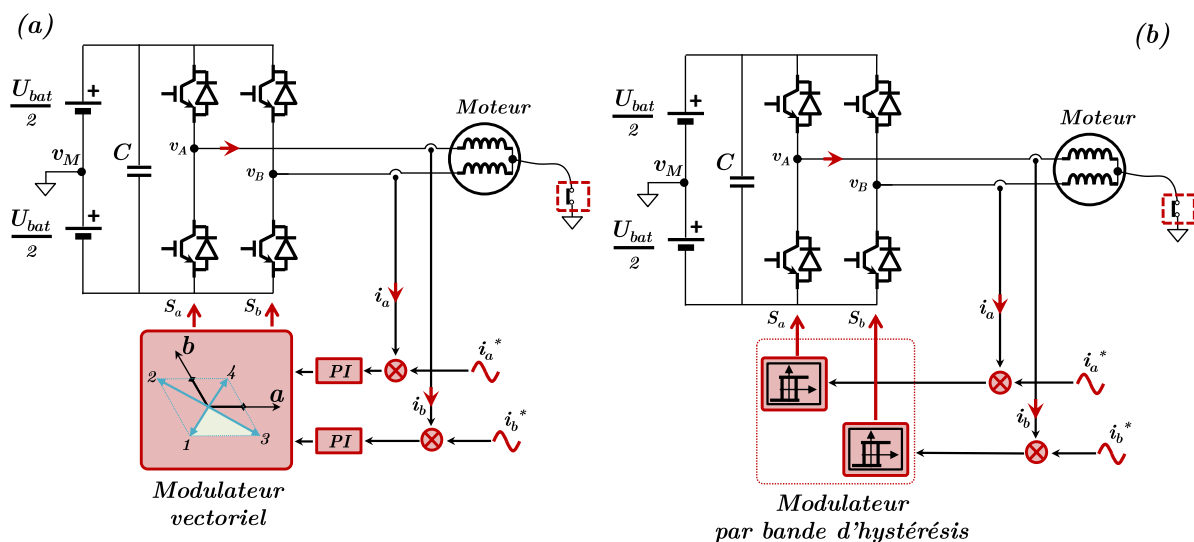 (a)
U_bat
2
+
v_M
C
v_A
v_B
Moteur
U_bat
2
+
S_a
S_b
i_a
b
2
4
a
1
3
PI
i_a*
i_b
PI
i_b*
Modulateur
vectoriel
(b)
U_bat
2
+
v_M
C
v_A
v_B
Moteur
U_bat
2
+
S_a
S_b
i_a
i_a*
i_b
i_b*
Modulateur
par bande d'hystérésis